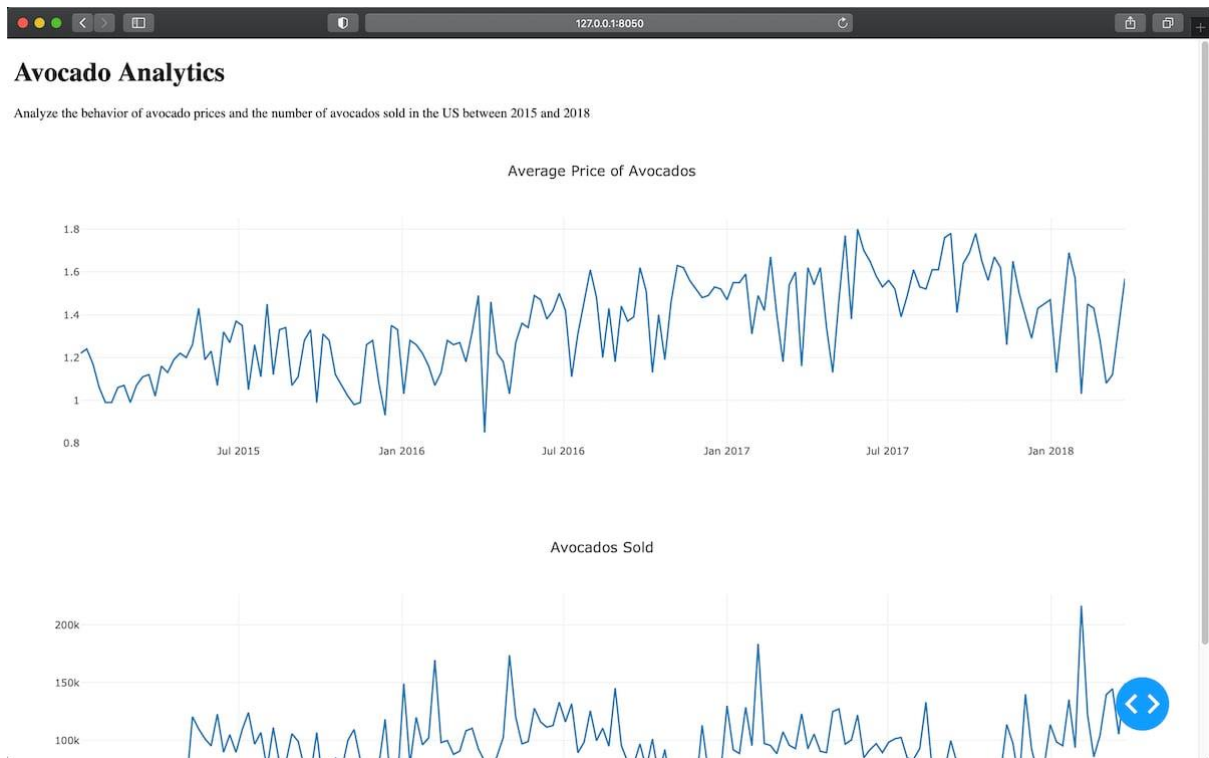 127.0.0.1:8050
Avocado Analytics
Analyze the behavior of avocado prices and the number of avocados sold in the US between 2015 and 2018
Average Price of Avocados
1.8
1.6
1.4
1.2
1
0.8
Jul 2015 Jan 2016 Jul 2016 Jan 2017 Jul 2017 Jan 2018
Avocados Sold
200k
150k
100k